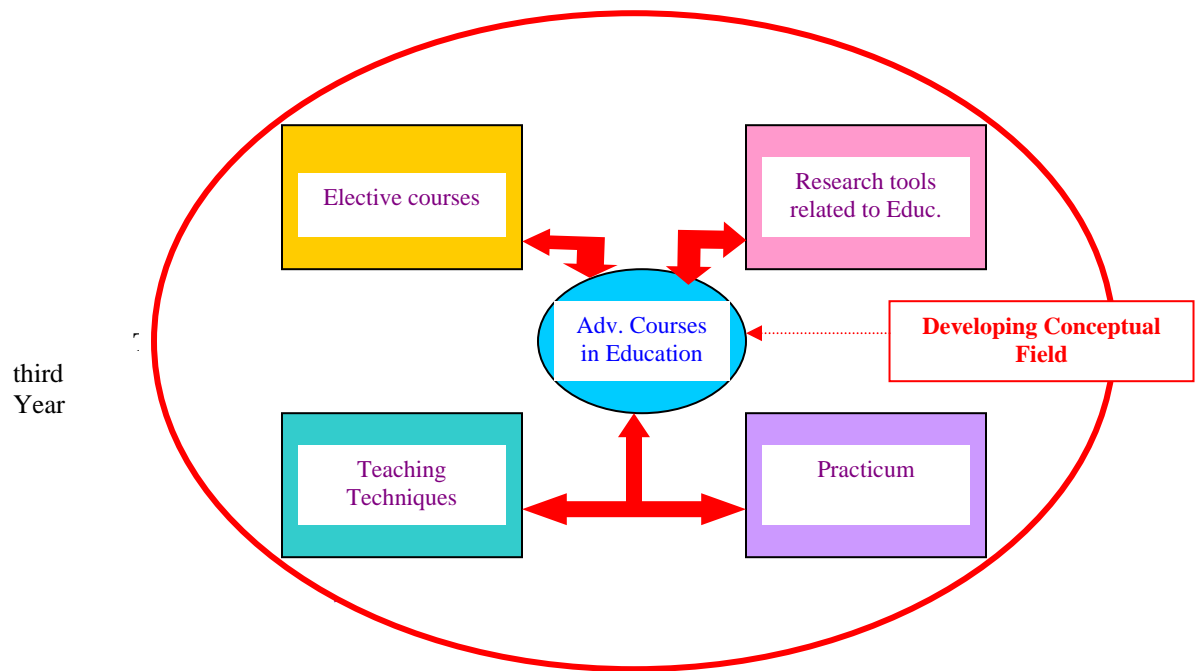 Elective courses
Research tools
related to Educ.
Adv. Courses
in Education
Developing Conceptual
Field
third
Year
Teaching
Techniques
Practicum